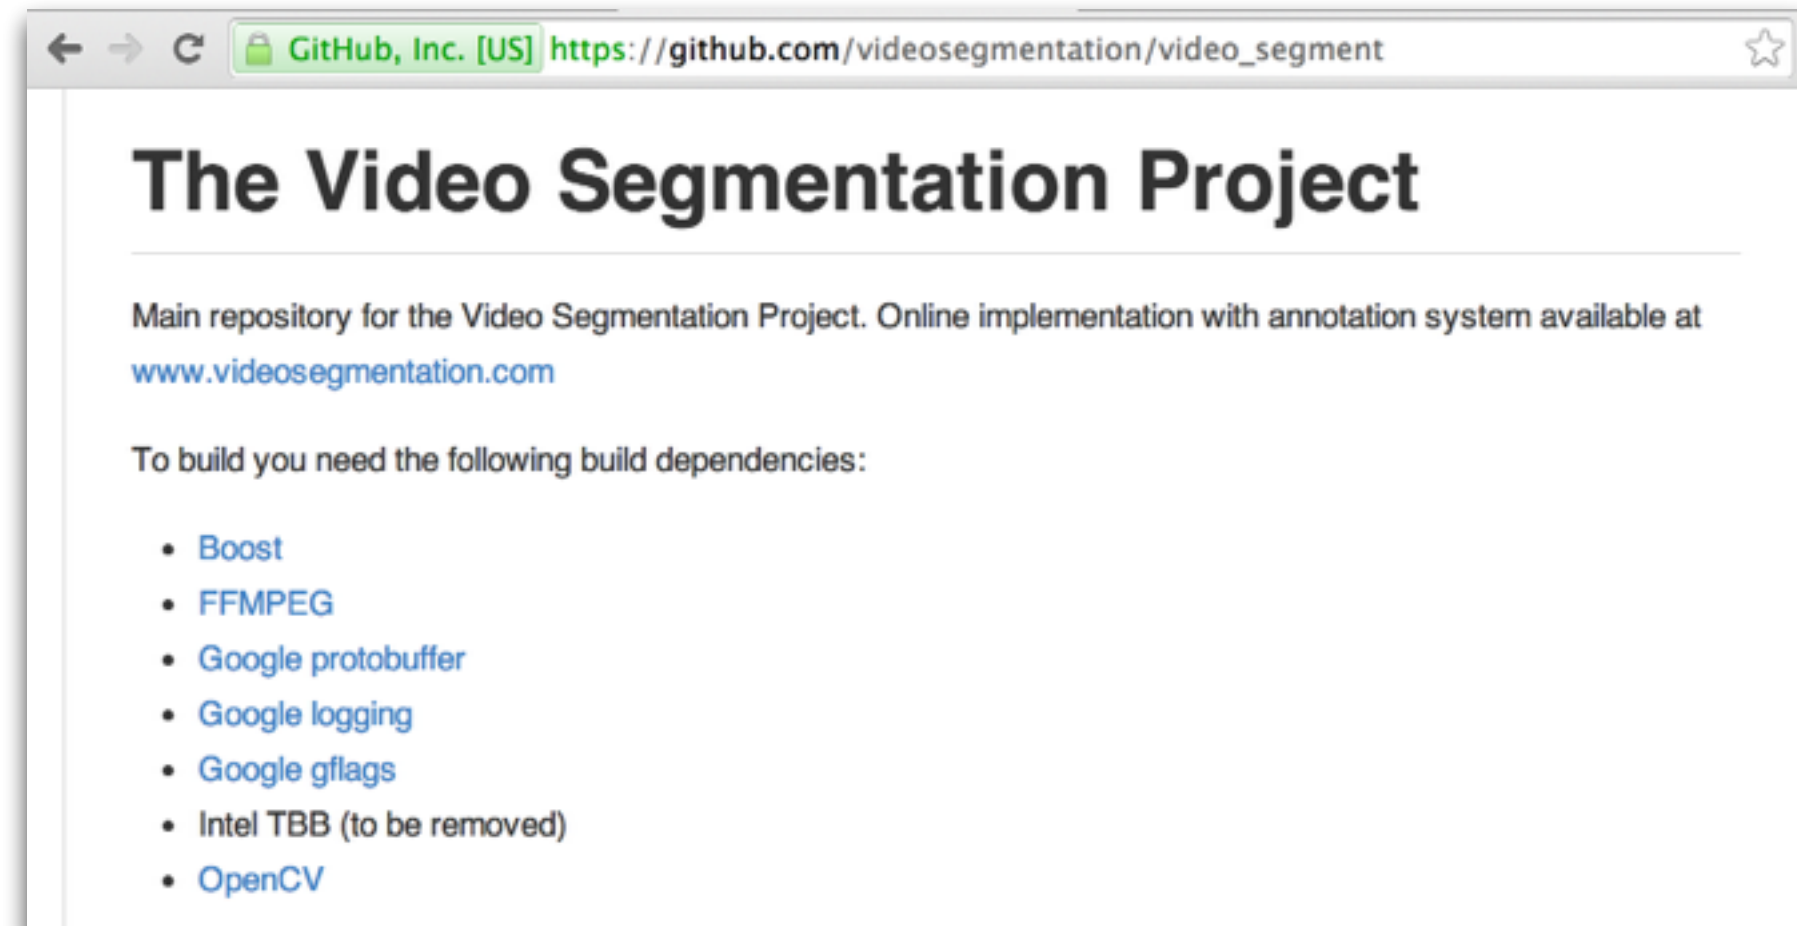 GitHub, Inc. [US] https://github.com/videosegmentation/video_segment
The Video Segmentation Project
Main repository for the Video Segmentation Project. Online implementation with annotation system available at
www.videosegmentation.com
To build you need the following build dependencies:
• Boost
• FFMPEG
• Google protobuffer
• Google logging
• Google gflags
• Intel TBB (to be removed)
• OpenCV